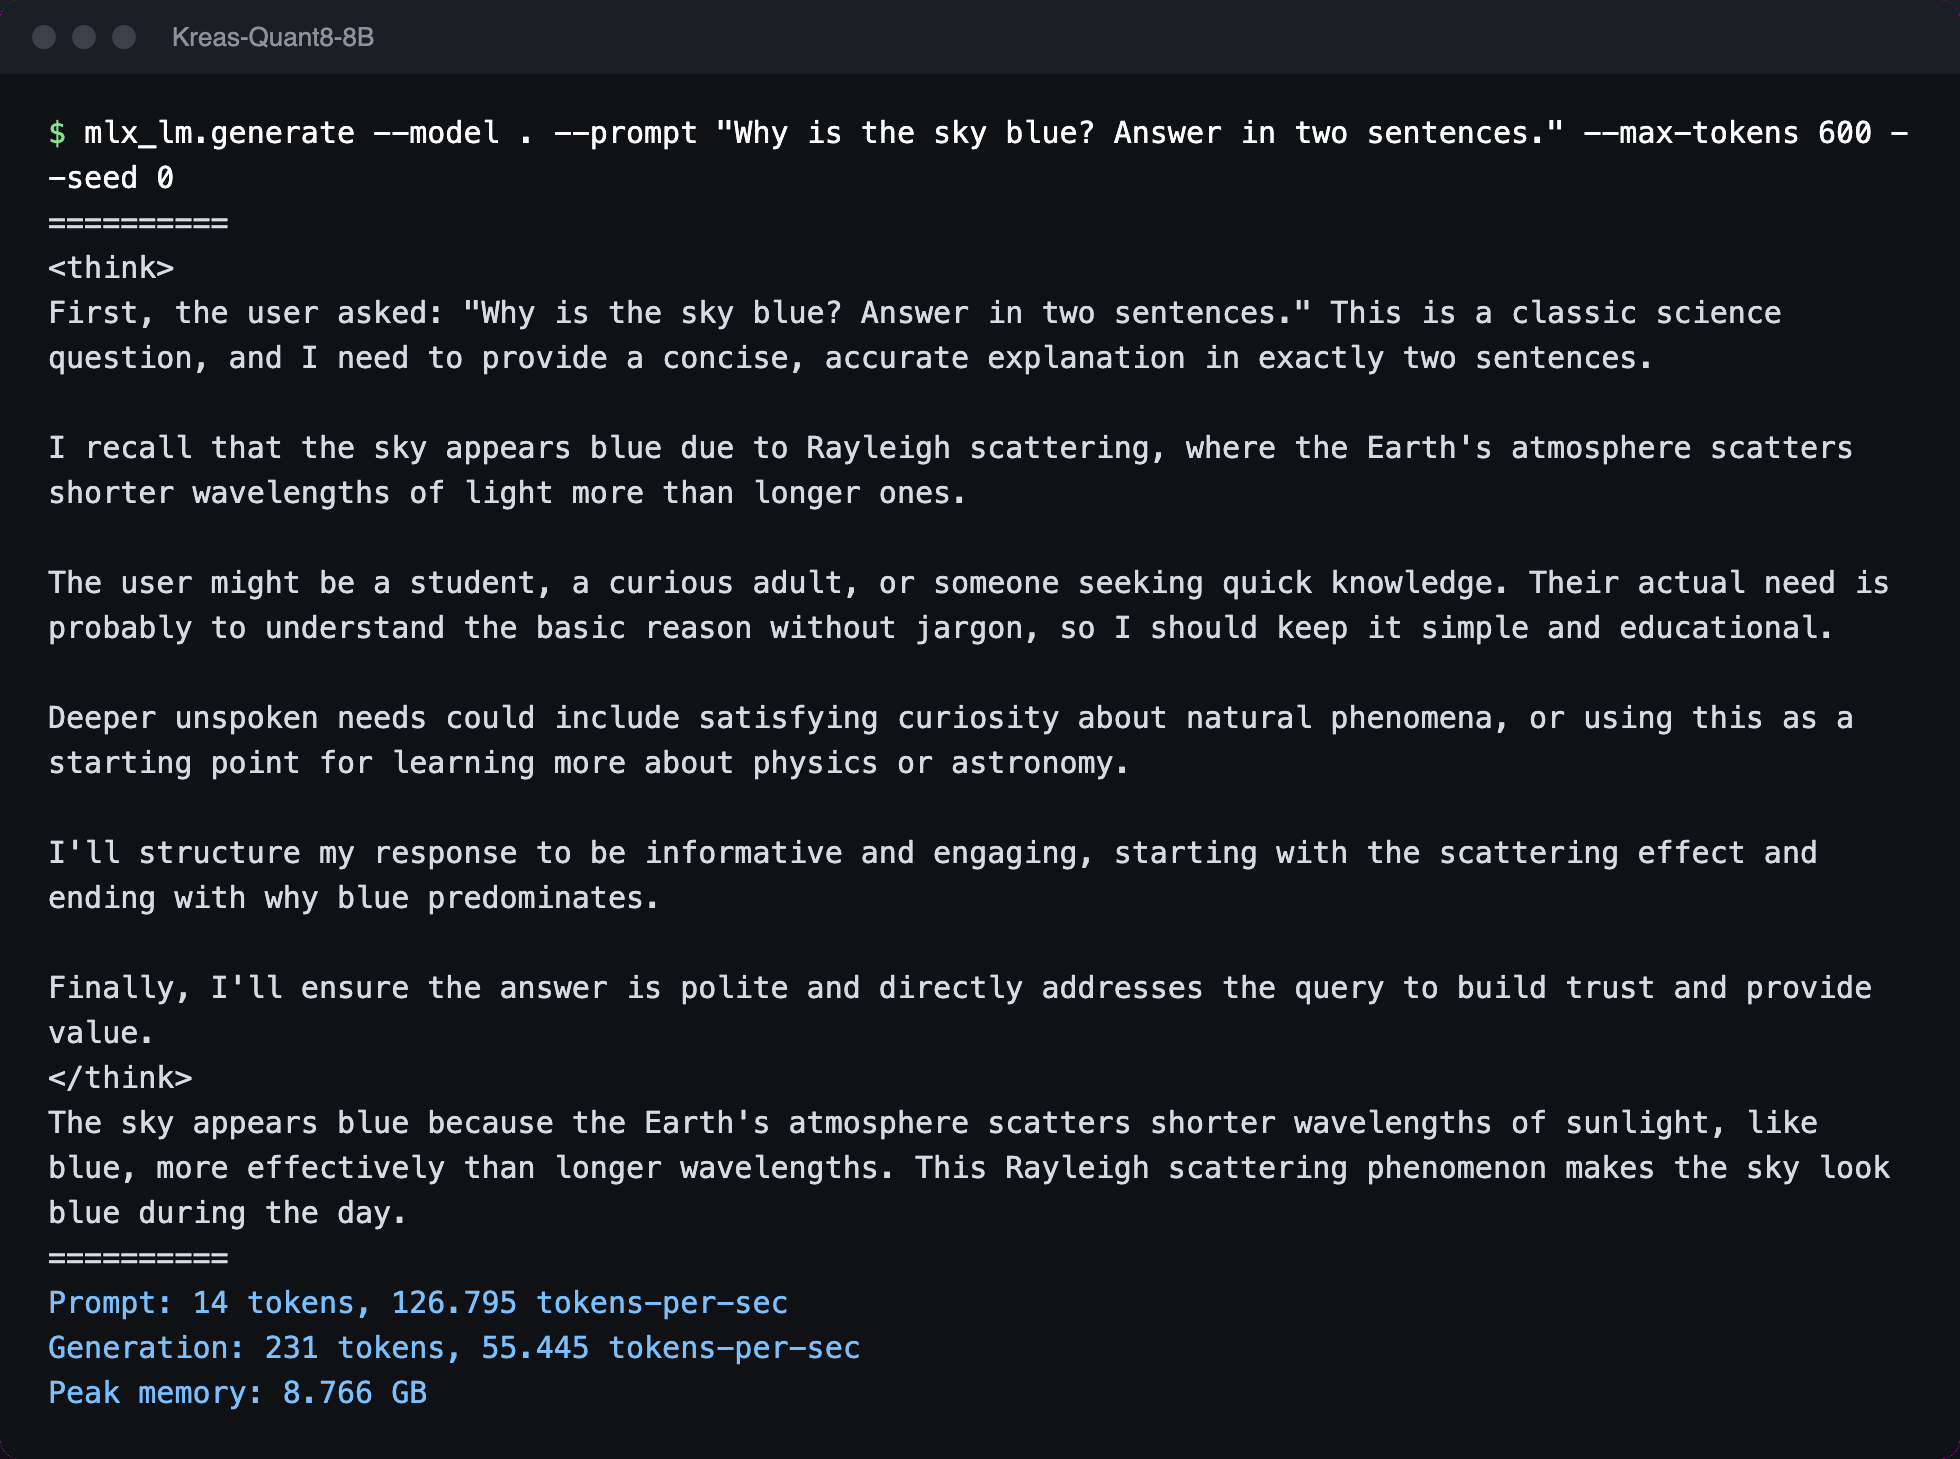 Kreas-Quant8-8B
$ mlx_lm.generate --model . --prompt "Why is the sky blue? Answer in two sentences." --max-tokens 600 -
-seed 0
==========
<think>
First, the user asked: "Why is the sky blue? Answer in two sentences." This is a classic science
question, and I need to provide a concise, accurate explanation in exactly two sentences.

I recall that the sky appears blue due to Rayleigh scattering, where the Earth's atmosphere scatters
shorter wavelengths of light more than longer ones.

The user might be a student, a curious adult, or someone seeking quick knowledge. Their actual need is
probably to understand the basic reason without jargon, so I should keep it simple and educational.

Deeper unspoken needs could include satisfying curiosity about natural phenomena, or using this as a
starting point for learning more about physics or astronomy.

I'll structure my response to be informative and engaging, starting with the scattering effect and
ending with why blue predominates.

Finally, I'll ensure the answer is polite and directly addresses the query to build trust and provide
value.
</think>
The sky appears blue because the Earth's atmosphere scatters shorter wavelengths of sunlight, like
blue, more effectively than longer wavelengths. This Rayleigh scattering phenomenon makes the sky look
blue during the day.
==========
Prompt: 14 tokens, 126.795 tokens-per-sec
Generation: 231 tokens, 55.445 tokens-per-sec
Peak memory: 8.766 GB